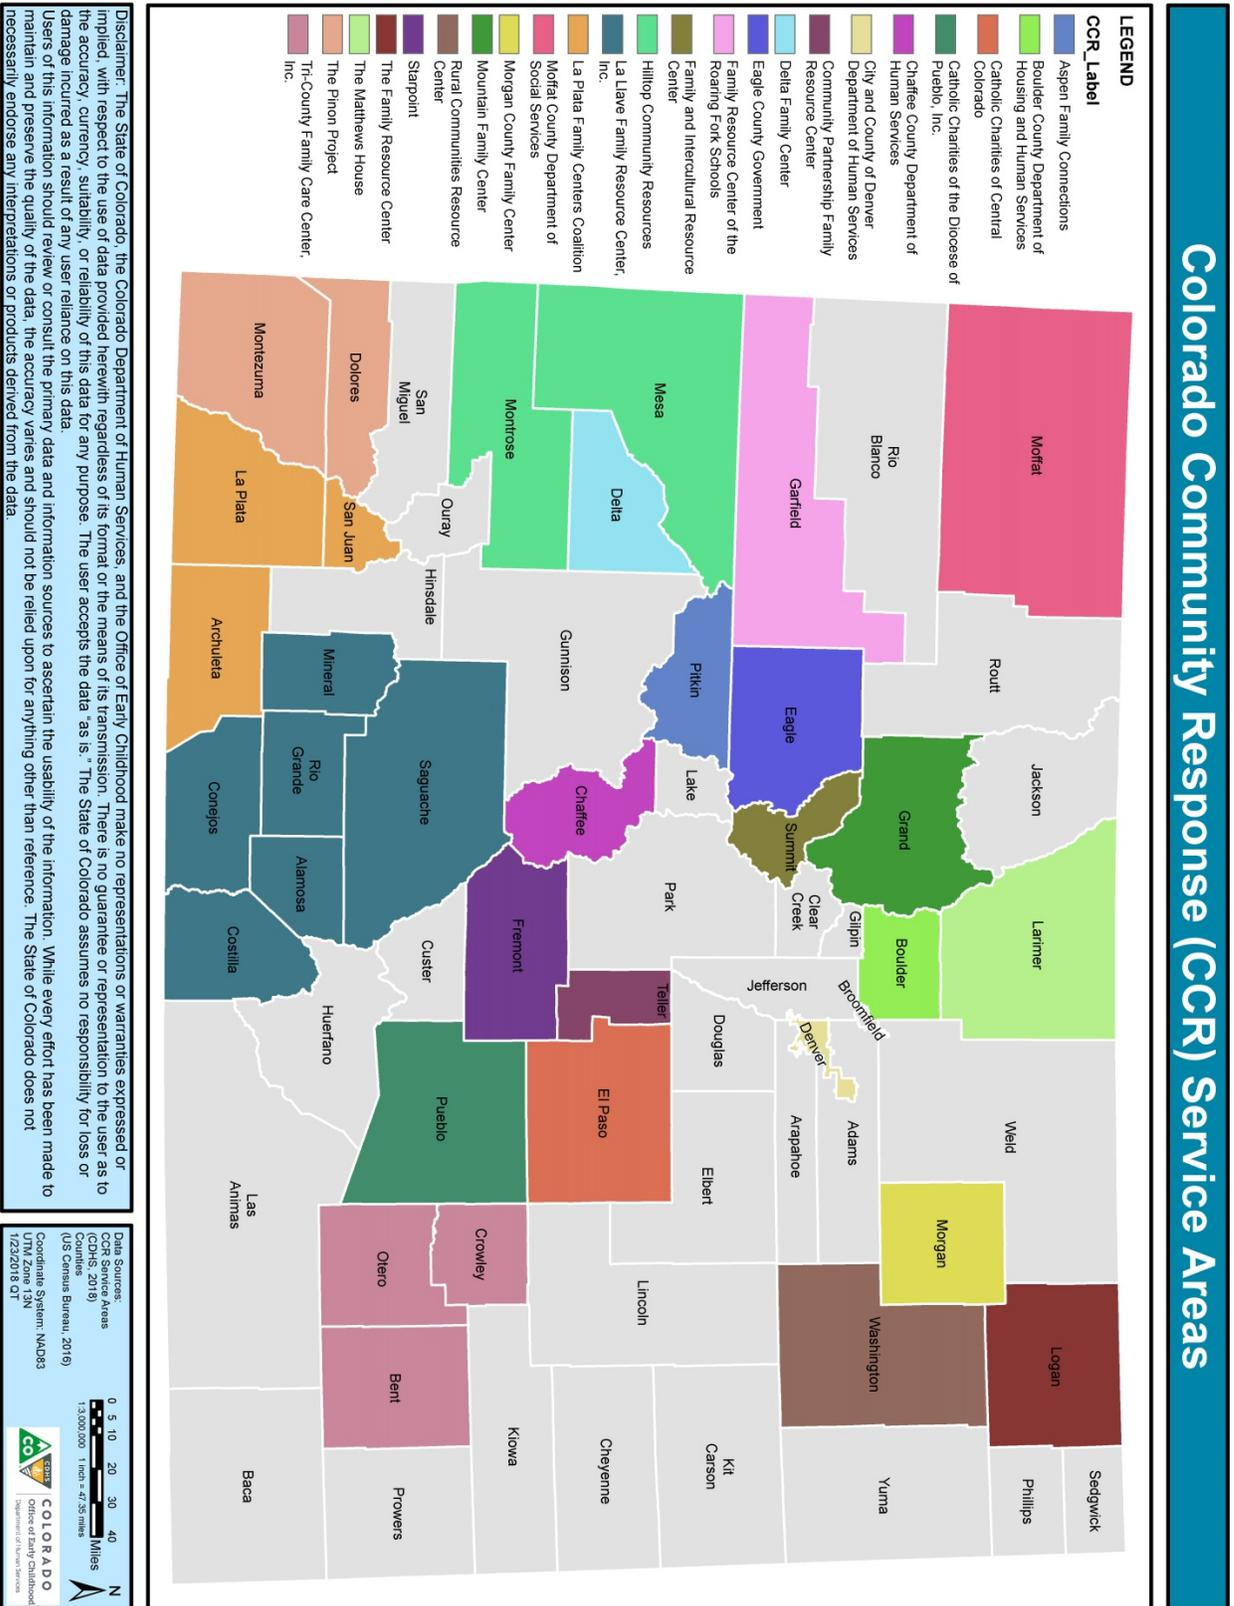 Colorado Community Response (CCR) Service Areas
LEGEND
CCR_Label
Aspen Family Connections
Boulder County Department of
Housing and Human Services
Catholic Charities of Central
Colorado
Catholic Charities of the Diocese of
Pueblo, Inc.
Chaffee County Department of
Human Services
City and County of Denver
Department of Human Services
Community Partnership Family
Resource Center
Delta Family Center
Eagle County Government
Family Resource Center of the
Roaring Fork Schools
Family and Intercultural Resource
Center
Hilltop Community Resources
La Llave Family Resource Center,
Inc.
La Plata Family Centers Coalition
Moffat County Department of
Social Services
Morgan County Family Center
Mountain Family Center
Rural Communities Resource
Center
Starpoint
The Family Resource Center
The Matthews House
The Pinon Project
Tri-County Family Care Center,
Inc.
Moffat
Routt
Jackson
Larimer
Weld
Logan
Sedgwick
Phillips
Rio
Blanco
Grand
Boulder
Morgan
Washington
Yuma
Garfield
Eagle
Summit
Clear
Creek
Gilpin
Broomfield
Jefferson
Denver
Adams
Arapahoe
Mesa
Pitkin
Lake
Park
Douglas
Elbert
Kit
Carson
Delta
Gunnison
Chaffee
Teller
El Paso
Lincoln
Cheyenne
Montrose
Fremont
Kiowa
San
Miguel
Ouray
Hinsdale
Saguache
Custer
Pueblo
Crowley
Dolores
San Juan
Mineral
Rio
Grande
Alamosa
Huerfano
Otero
Bent
Prowers
Montezuma
La Plata
Archuleta
Conejos
Costilla
Las
Animas
Baca
Disclaimer: The State of Colorado, the Colorado Department of Human Services, and the Office of Early Childhood make no representations or warranties expressed or
implied, with respect to the use of data provided herewith regardless of its format or the means of its transmission. There is no guarantee or representation to the user as to
the accuracy, currency, suitability, or reliability of this data for any purpose. The user accepts the data "as is." The State of Colorado assumes no responsibility for loss or
damage incurred as a result of any user reliance on this data.
Users of this information should review or consult the primary data and information sources to ascertain the usability of the information. While every effort has been made to
maintain and preserve the quality of the data, the accuracy varies and should not be relied upon for anything other than reference. The State of Colorado does not
necessarily endorse any interpretations or products derived from the data.
Data Sources:
CCR Service Areas
(CDHS, 2018)
Counties
(US Census Bureau, 2016)
Coordinate System: NAD83
UTM Zone 13N
1/23/2018 QT
0 5 10 20 30 40
Miles
1:3,000,000 1 inch = 47.35 miles
N
CO
CDHS
COLORADO
Office of Early Childhood
Department of Human Services